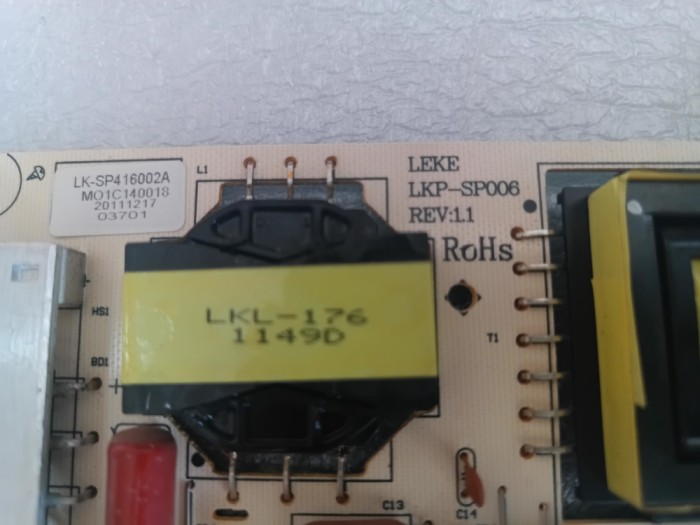 LK-SP416002A
MO1C140018
20111217
03701
L1
LEKE
LKP-SP006
REV:1.1
RoHs
LKL-176
1149D
HS1
BD1
T1
C13
C14